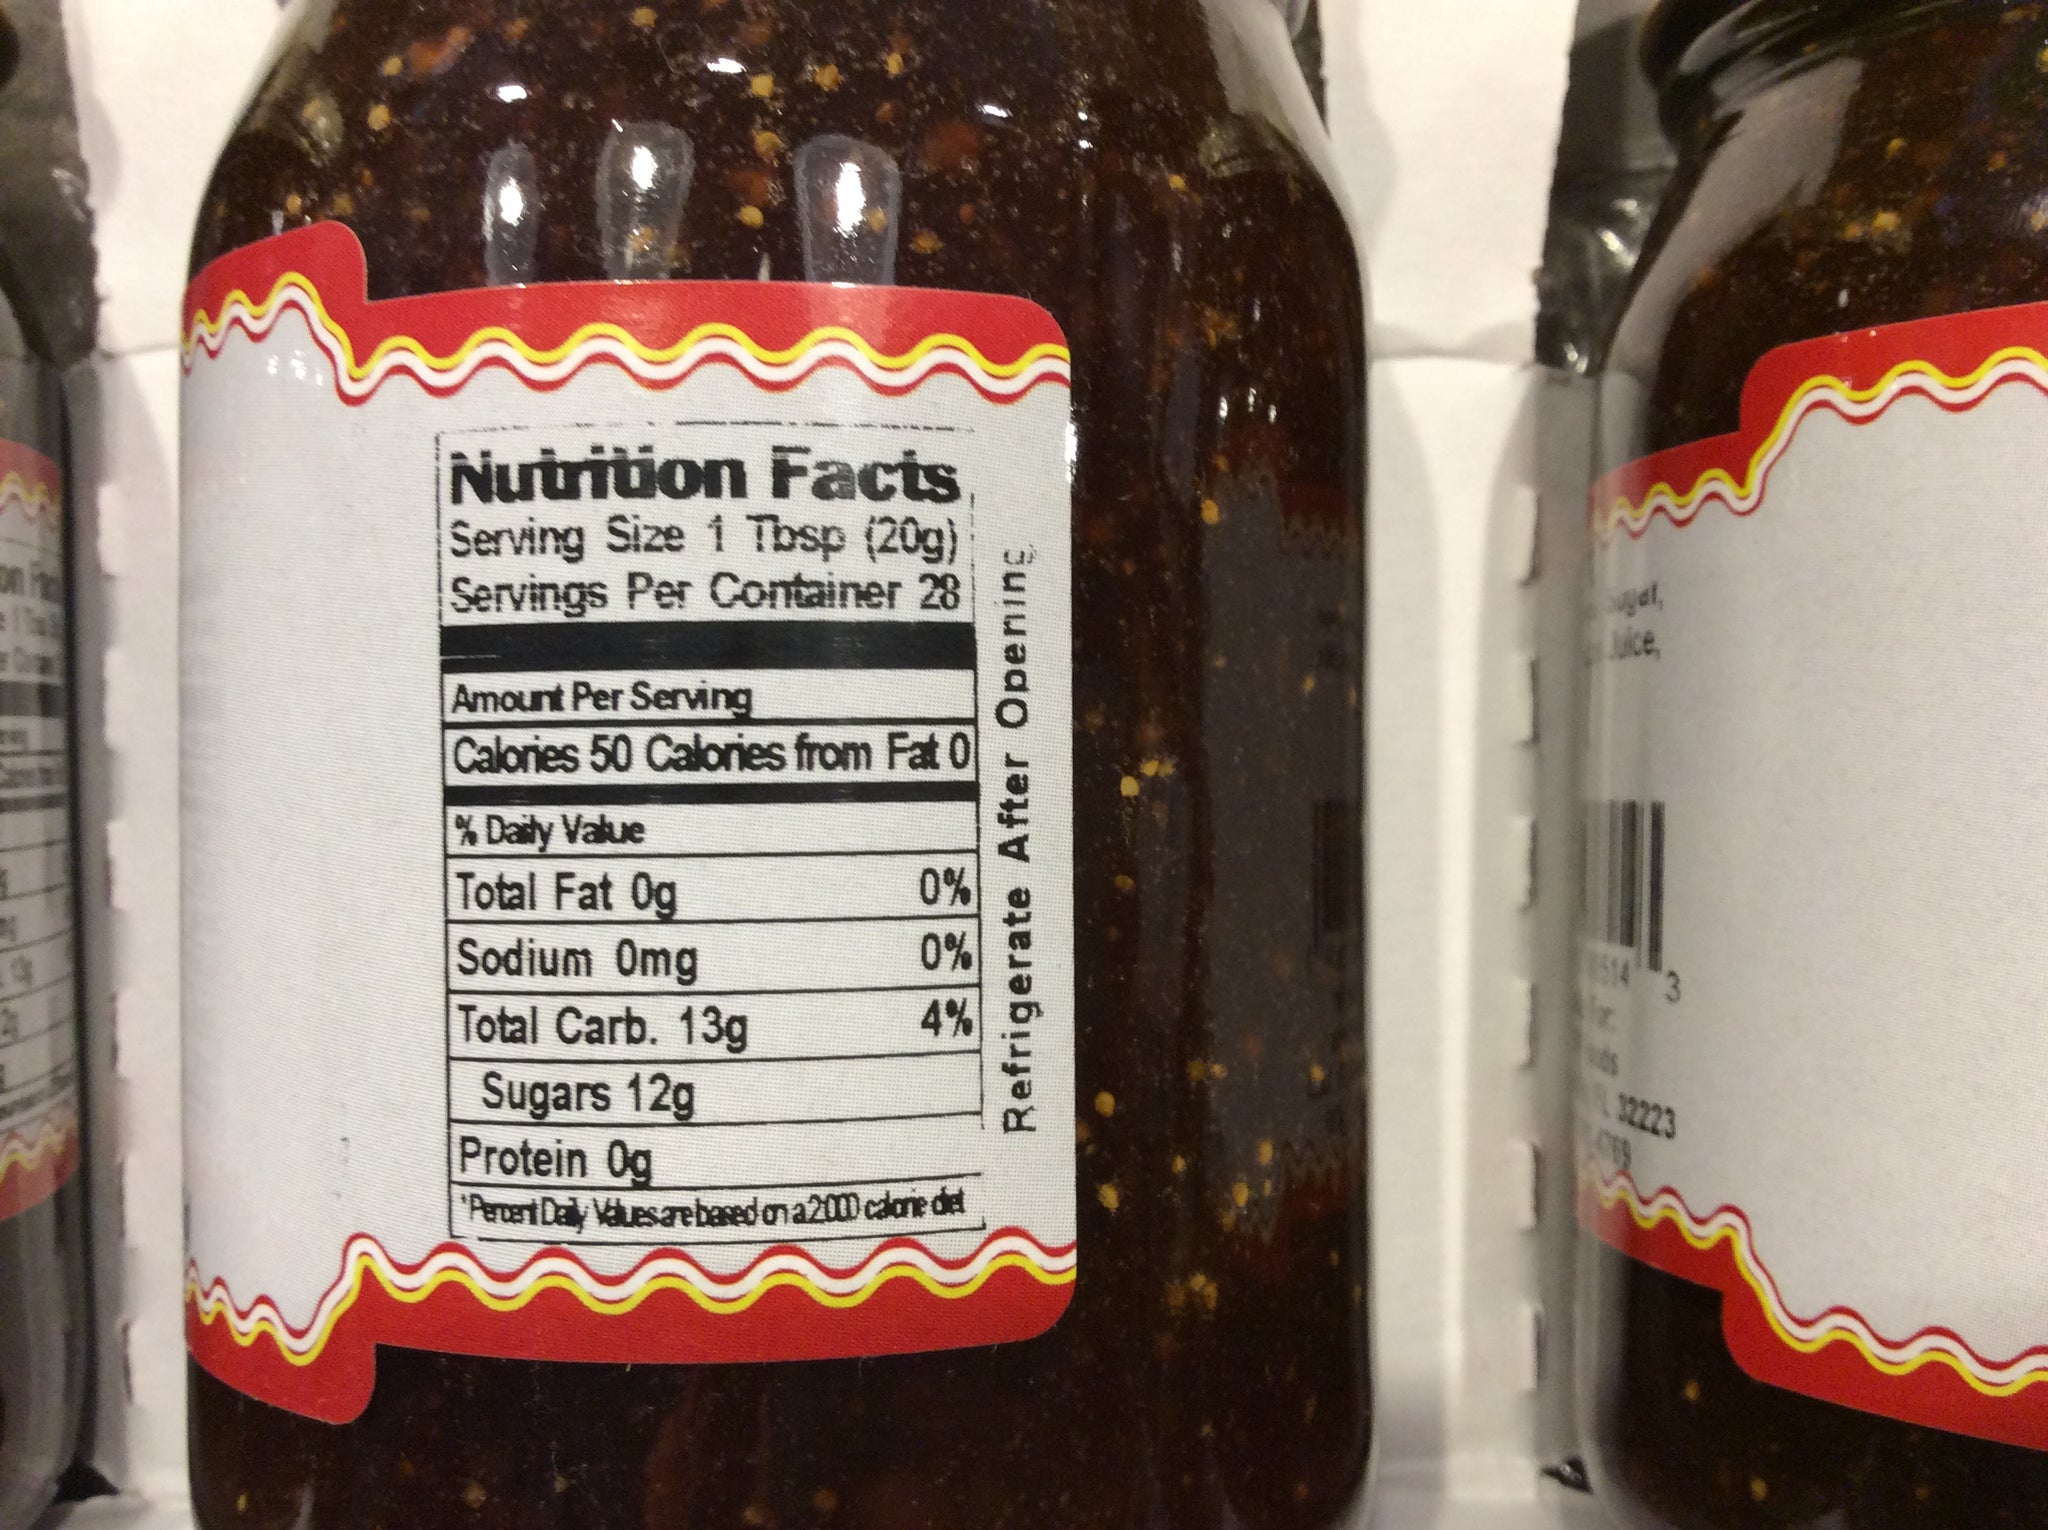 Nutrition Facts
Serving Size 1 Tbsp (20g)
Servings Per Container 28
Amount Per Serving
Calories 50 Calories from Fat 0
% Daily Value
Total Fat 0g 0%
Sodium 0mg 0%
Total Carb. 13g 4%
Sugars 12g
Protein 0g
*Percent Daily Values are based on a 2000 calorie diet
Refrigerate After Opening
Juice,
3
32223